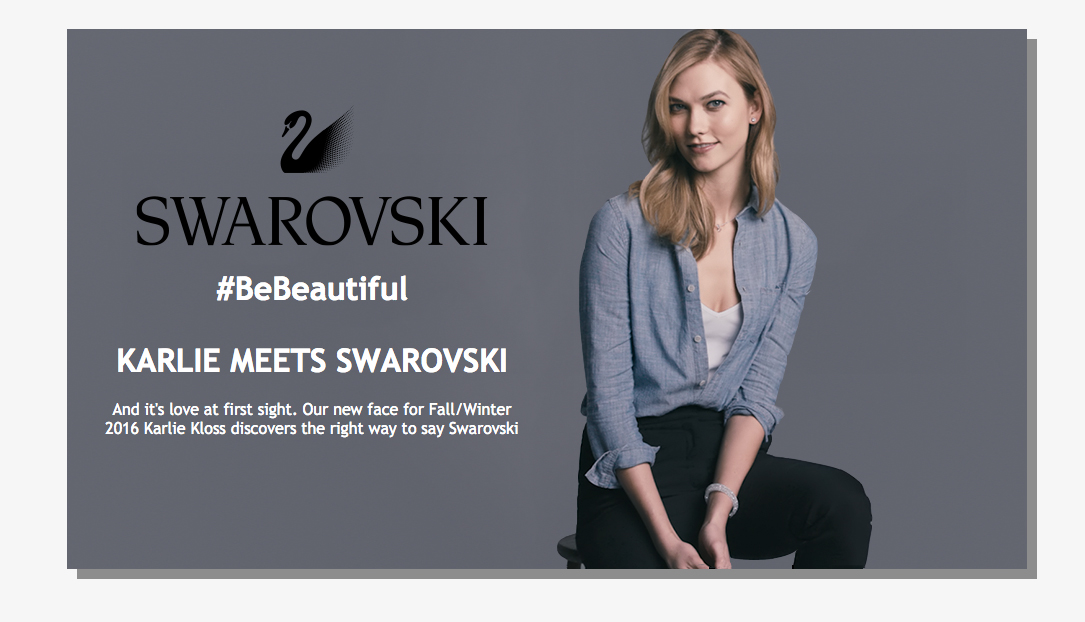 SWAROVSKI
#BeBeautiful
KARLIE MEETS SWAROVSKI
And it's love at first sight. Our new face for Fall/Winter
2016 Karlie Kloss discovers the right way to say Swarovski